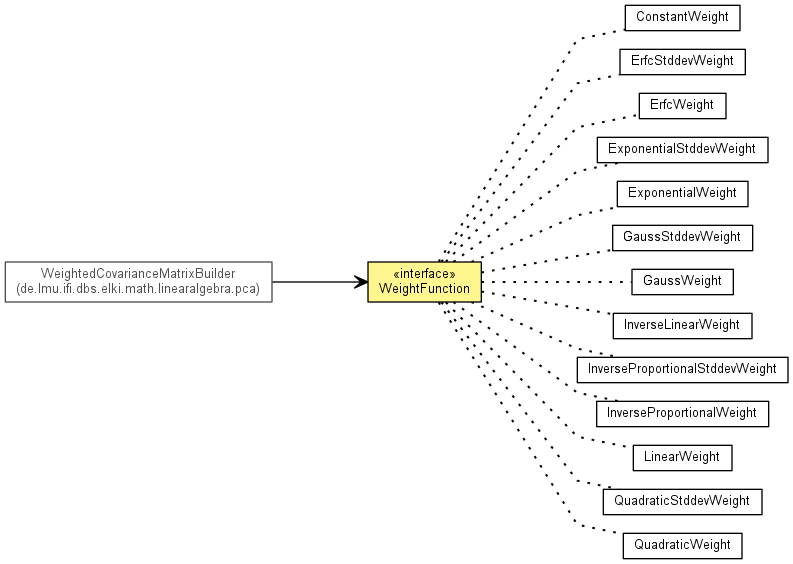 ConstantWeight
ErfcStddevWeight
ErfcWeight
ExponentialStddevWeight
ExponentialWeight
GaussStddevWeight
WeightedCovarianceMatrixBuilder
(de.lmu.ifi.dbs.elki.math.linearalgebra.pca)
«interface»
WeightFunction
GaussWeight
InverseLinearWeight
InverseProportionalStddevWeight
InverseProportionalWeight
LinearWeight
QuadraticStddevWeight
QuadraticWeight